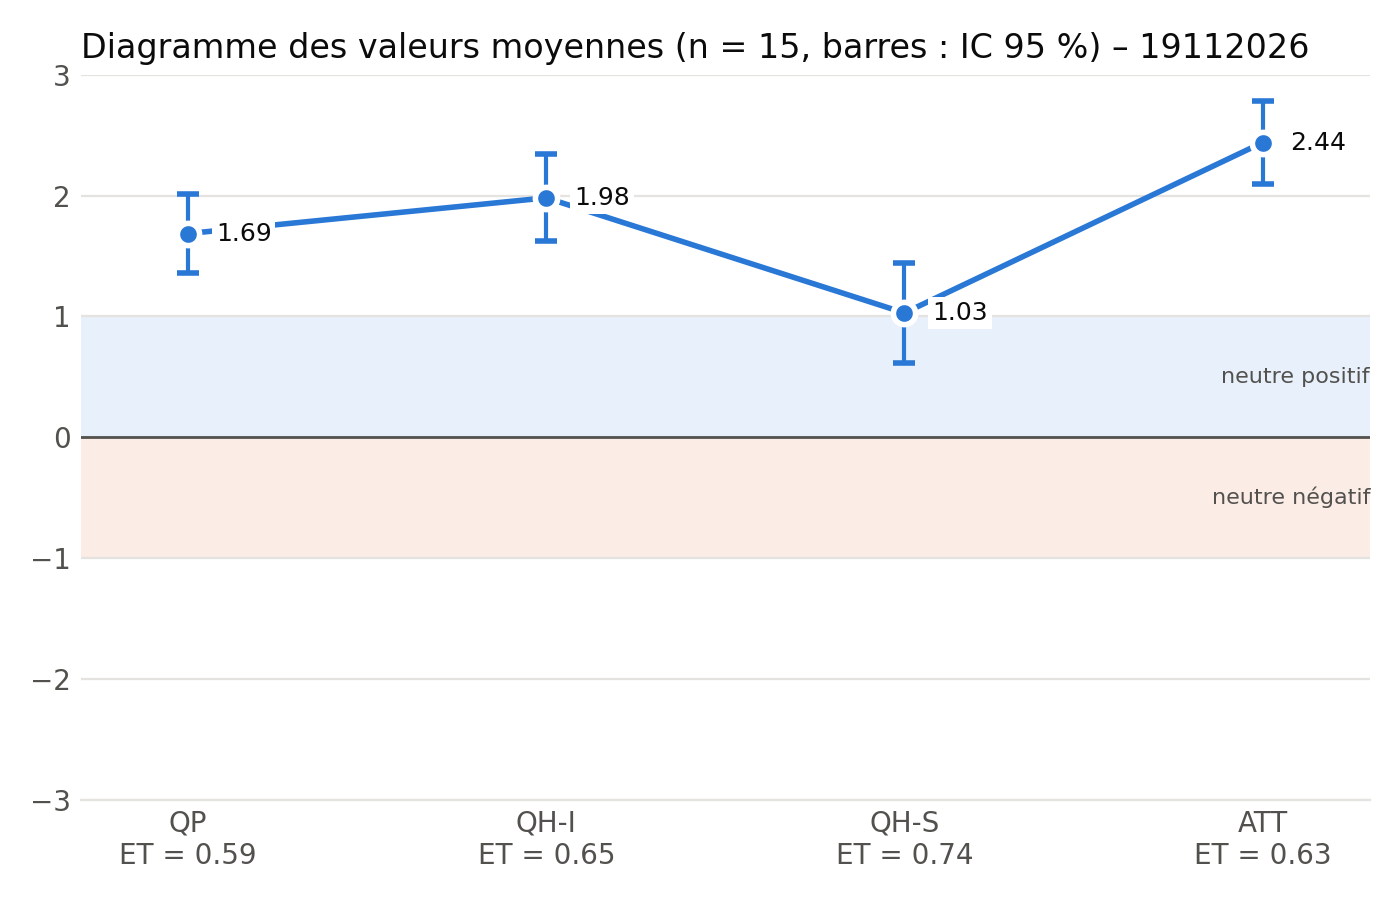 Diagramme des valeurs moyennes (n = 15, barres : IC 95 %) – 19112026
3
2
1
0
−1
−2
−3
1.69
1.98
1.03
2.44
neutre positif
neutre négatif
QP
ET = 0.59
QH-I
ET = 0.65
QH-S
ET = 0.74
ATT
ET = 0.63